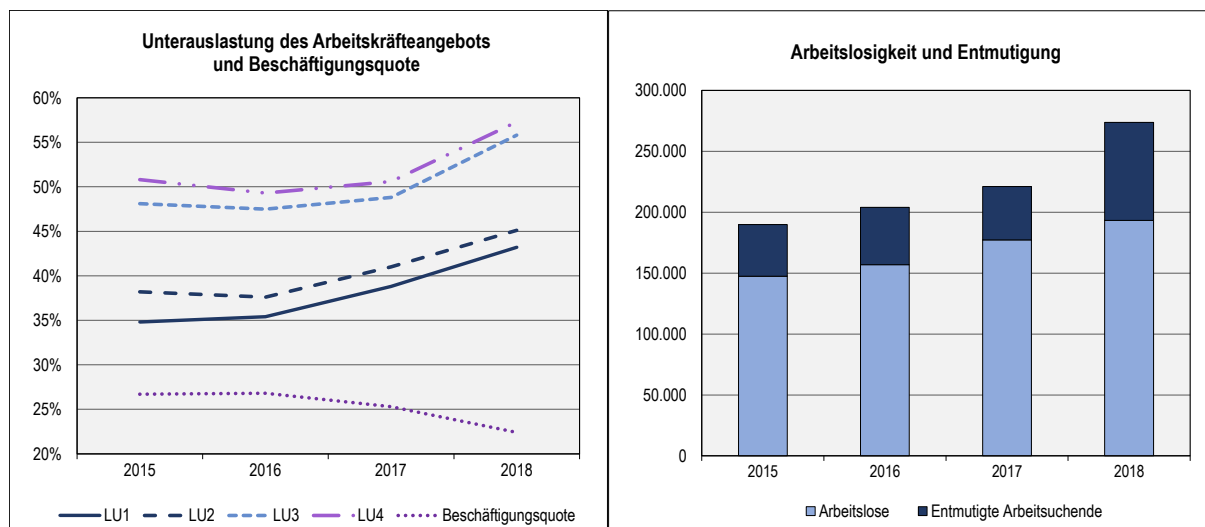 Unterauslastung des Arbeitskräfteangebots
und Beschäftigungsquote
60%
55%
50%
45%
40%
35%
30%
25%
20%
2015 2016 2017 2018
LU1 LU2 LU3 LU4 Beschäftigungsquote
Arbeitslosigkeit und Entmutigung
300.000
250.000
200.000
150.000
100.000
50.000
0
2015 2016 2017 2018
Arbeitslose Entmutigte Arbeitsuchende